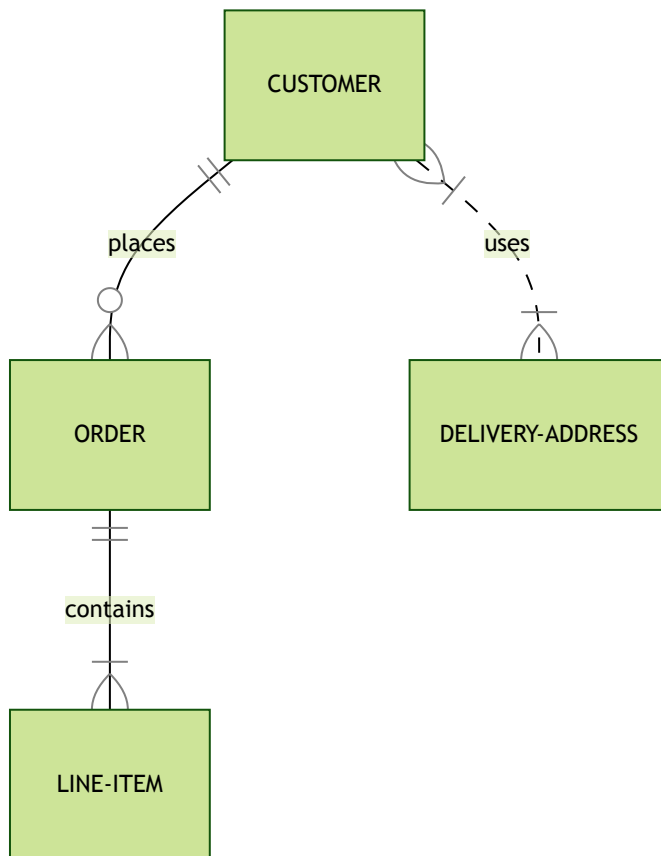 CUSTOMER
places
uses
ORDER
DELIVERY-ADDRESS
contains
LINE-ITEM